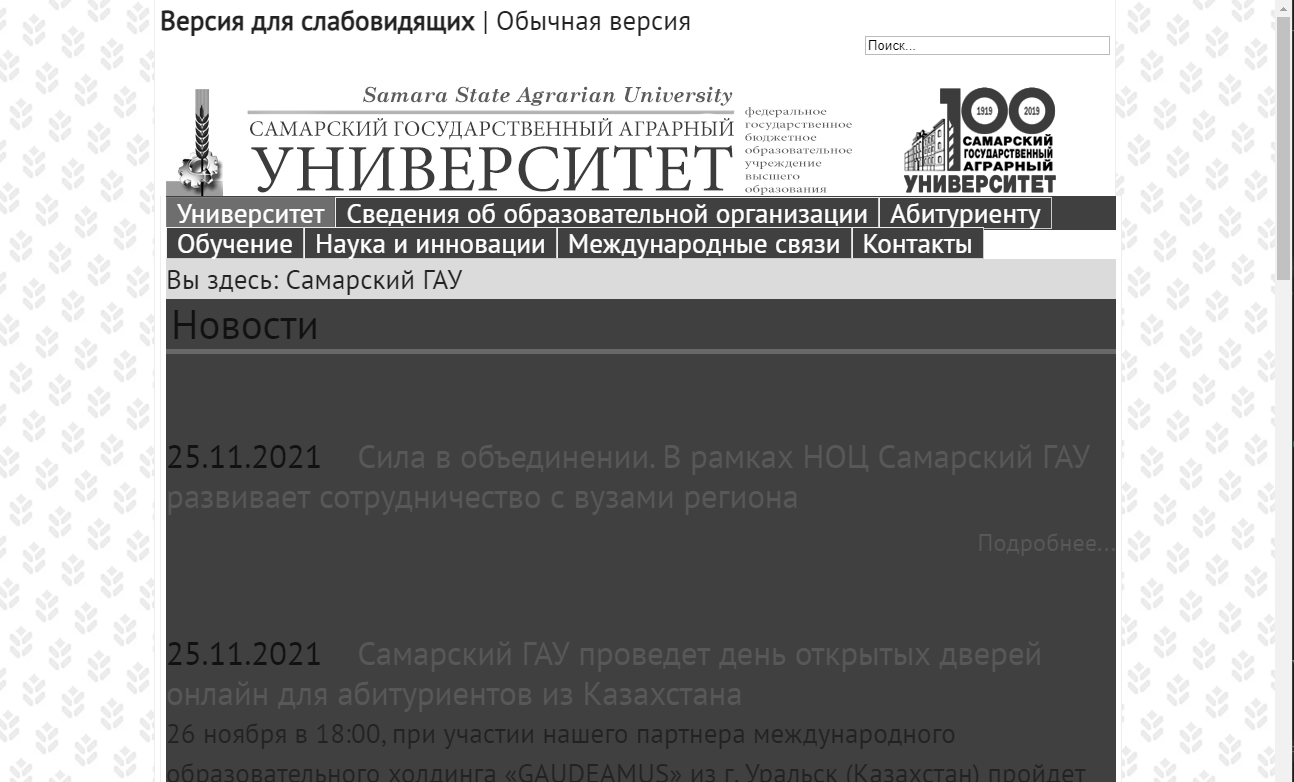 Версия для слабовидящих | Обычная версия
Поиск...
Samara State Agrarian University
САМАРСКИЙ ГОСУДАРСТВЕННЫЙ АГРАРНЫЙ
УНИВЕРСИТЕТ
федеральное
государственное
бюджетное
образовательное
учреждение
высшего
образования
100
1919 2019
САМАРСКИЙ
ГОСУДАРСТВЕННЫЙ
АГРАРНЫЙ
УНИВЕРСИТЕТ
Университет Сведения об образовательной организации Абитуриенту
Обучение Наука и инновации Международные связи Контакты
Вы здесь: Самарский ГАУ
Новости
25.11.2021 Сила в объединении. В рамках НОЦ Самарский ГАУ
развивает сотрудничество с вузами региона
Подробнее...
25.11.2021 Самарский ГАУ проведет день открытых дверей
онлайн для абитуриентов из Казахстана
26 ноября в 18:00, при участии нашего партнера международного
образовательного холдинга «GAUDEAMUS» из г. Уральск (Казахстан) пройдет